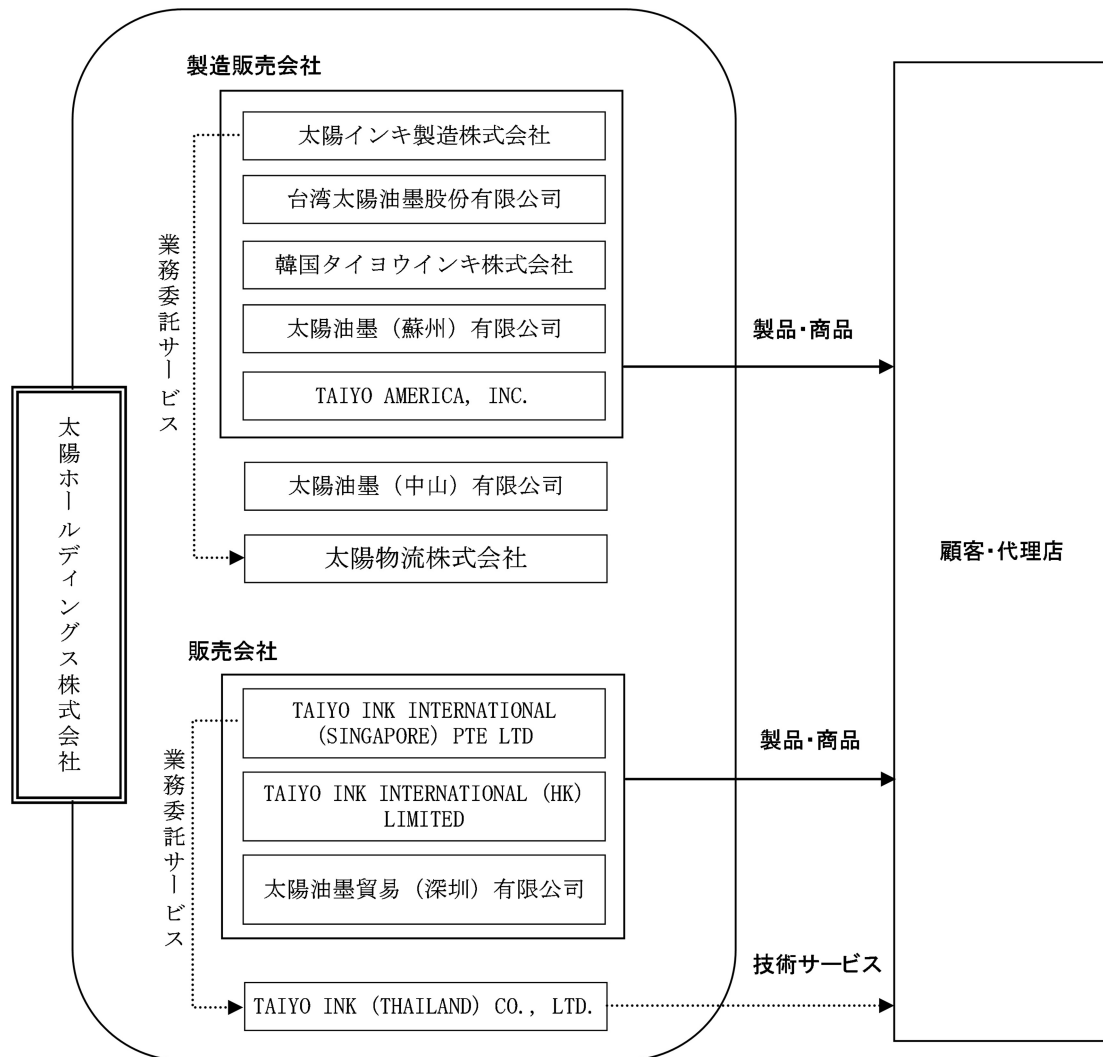 製造販売会社
太陽インキ製造株式会社
台湾太陽油墨股份有限公司
韓国タイヨウインキ株式会社
太陽油墨（蘇州）有限公司
TAIYO AMERICA, INC.
業務委託サービス
製品・商品
太陽ホールディングス株式会社
太陽油墨（中山）有限公司
太陽物流株式会社
顧客・代理店
販売会社
TAIYO INK INTERNATIONAL
(SINGAPORE) PTE LTD
TAIYO INK INTERNATIONAL (HK)
LIMITED
太陽油墨貿易（深圳）有限公司
業務委託サービス
製品・商品
技術サービス
TAIYO INK (THAILAND) CO., LTD.